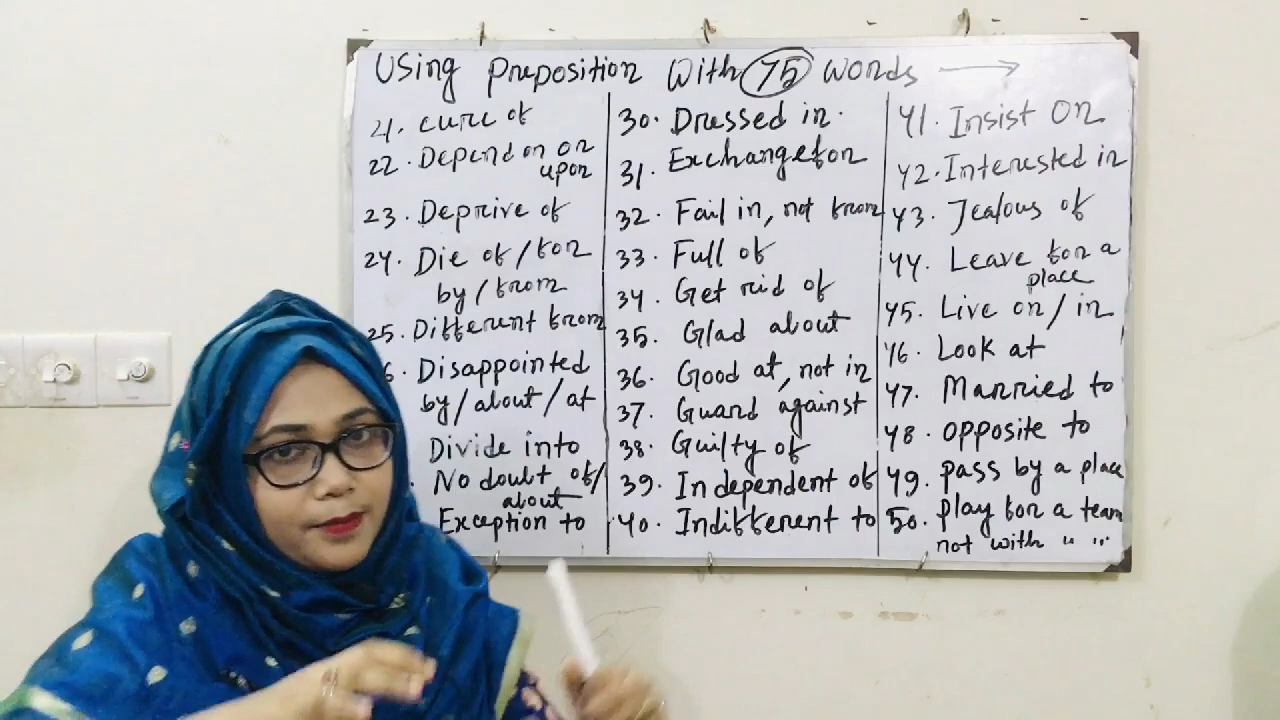 Using Preposition With 75 Words →
21. Cure of
22. Depend on or
upon
23. Deprive of
24. Die of / for
by / from
25. Different from
6. Disappointed
by / about / at
Divide into
No doubt of /
about
Exception to
30. Dressed in.
31. Exchange for
32. Fail in, not from
33. Full of
34. Get rid of
35. Glad about
36. Good at, not in
37. Guard against
38. Guilty of
39. Independent of
40. Indifferent to
41. Insist On
42. Interested in
43. Jealous of
44. Leave for a
place
45. Live on / in
46. Look at
47. Married to
48. opposite to
49. pass by a place
50. play for a team
not with " "